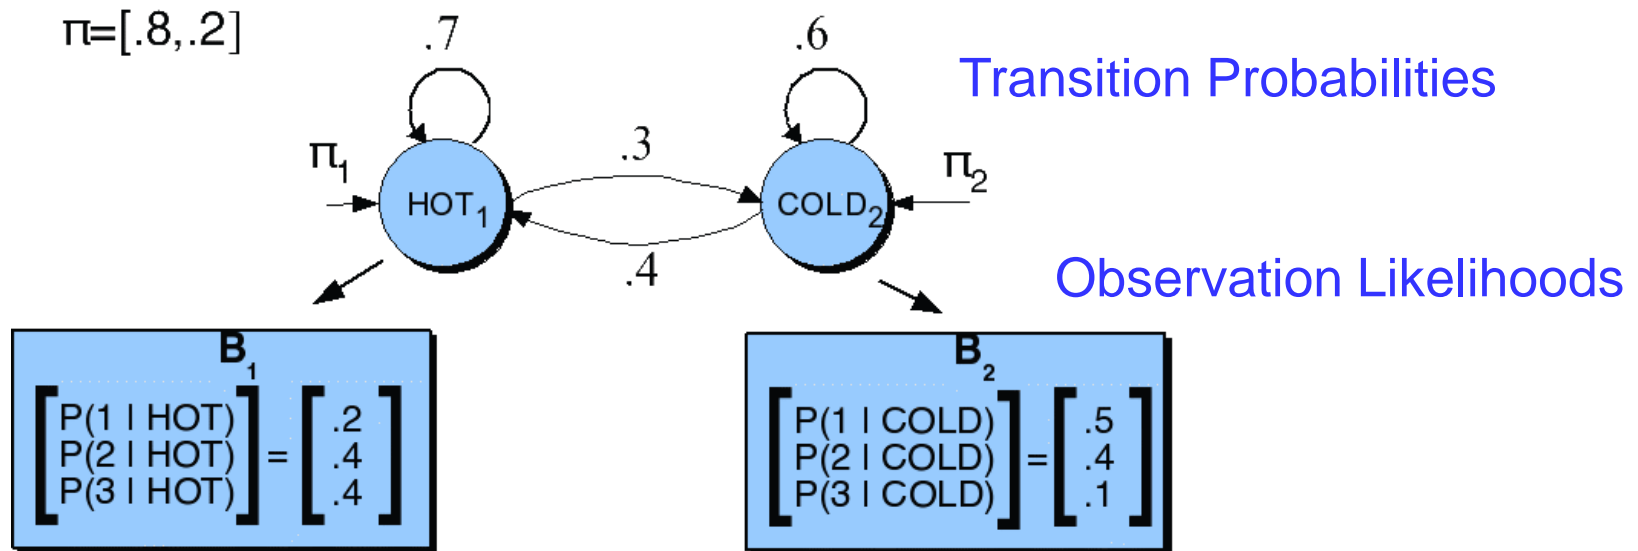 π=[.8,.2]
.7
.6
Transition Probabilities
π1
.3
π2
HOT1
COLD2
.4
Observation Likelihoods
B1
P(1 | HOT)
P(2 | HOT)
P(3 | HOT)
=
.2
.4
.4
B2
P(1 | COLD)
P(2 | COLD)
P(3 | COLD)
=
.5
.4
.1